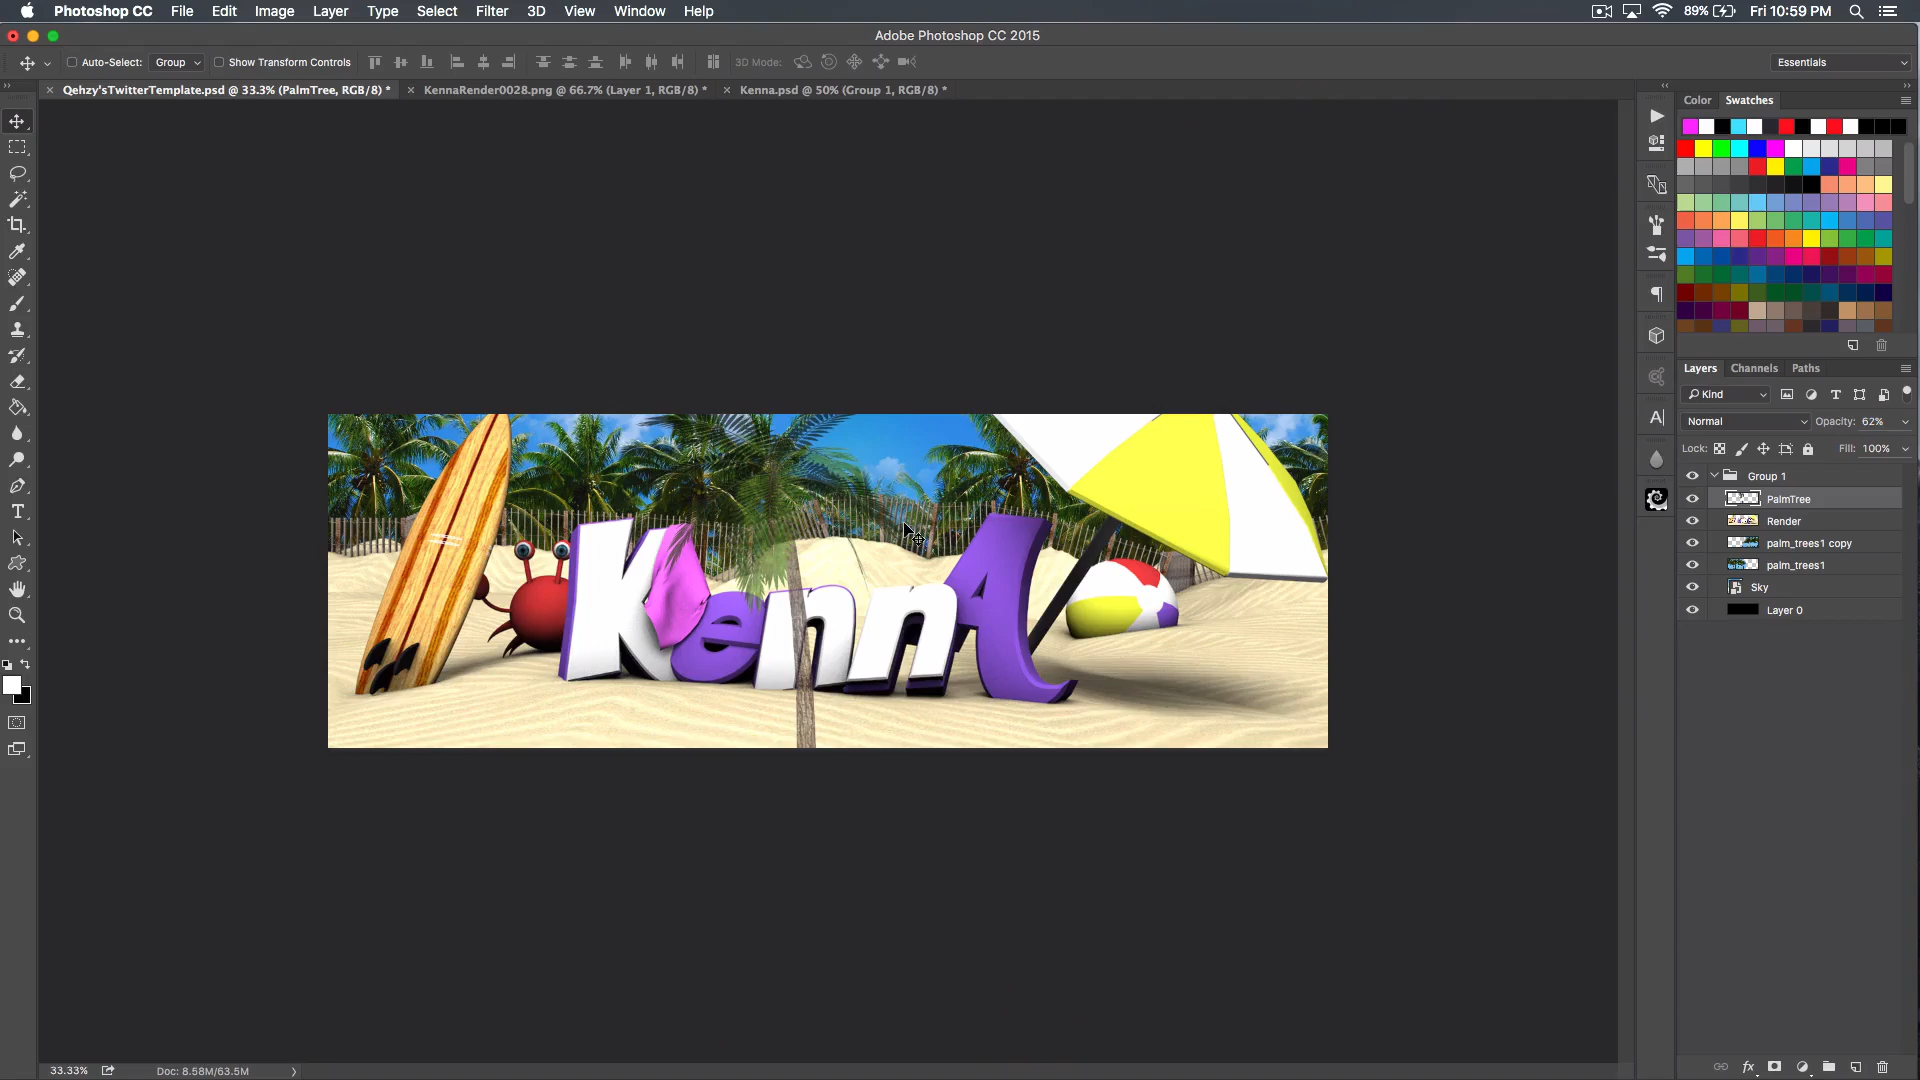 Photoshop CC File Edit Image Layer Type Select Filter 3D View Window Help 89% Fri 10:59 PM
Adobe Photoshop CC 2015
Auto-Select: Group Show Transform Controls 3D Mode: Essentials
Qehzy'sTwitterTemplate.psd @ 33.3% (PalmTree, RGB/8) * KennaRender0028.png @ 66.7% (Layer 1, RGB/8) * Kenna.psd @ 50% (Group 1, RGB/8) *
Color Swatches
Layers Channels Paths
Kind
Normal Opacity: 62%
Lock: Fill: 100%
Group 1
PalmTree
Render
palm_trees1 copy
palm_trees1
Sky
Layer 0
KennA
33.33% Doc: 8.58M/63.5M